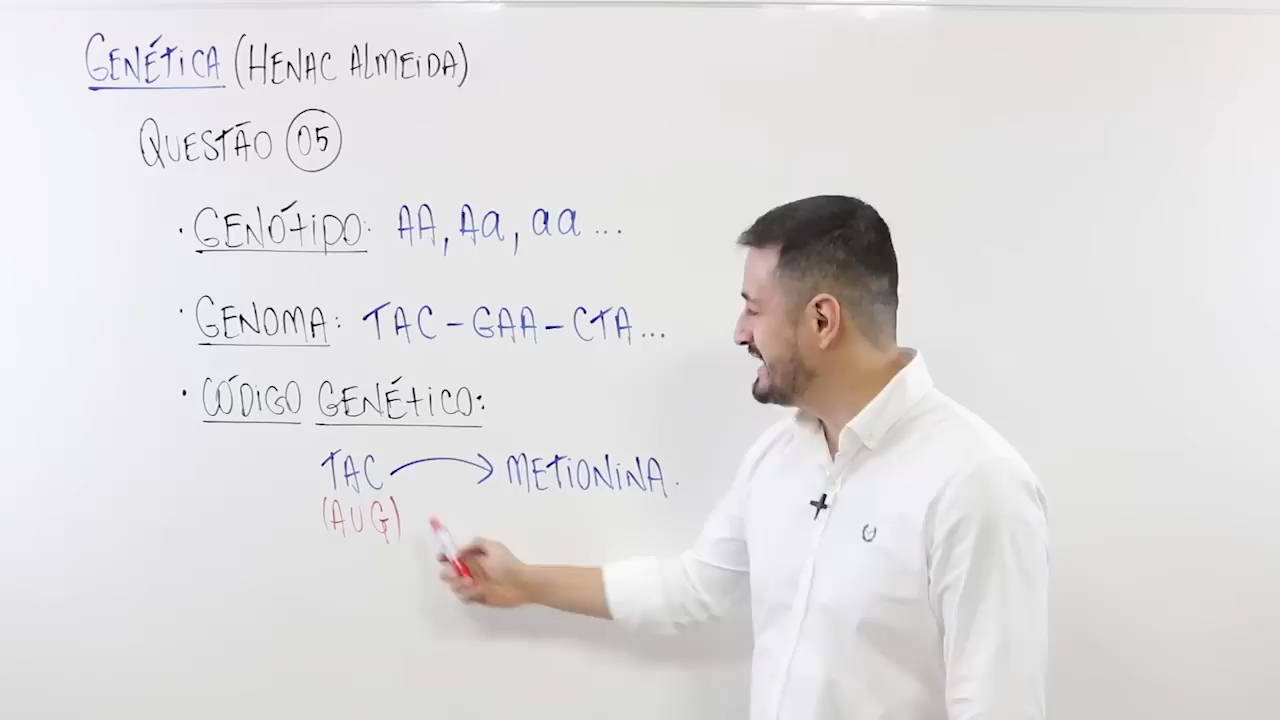 GENÉTICA (HENAC ALMEIDA)
QUESTÃO 05
• GENÓTIPO: AA, Aa, aa ...
• GENOMA: TAC - GAA - CTA ...
• CÓDIGO GENÉTICO:
TAC → METIONINA.
(AUG)